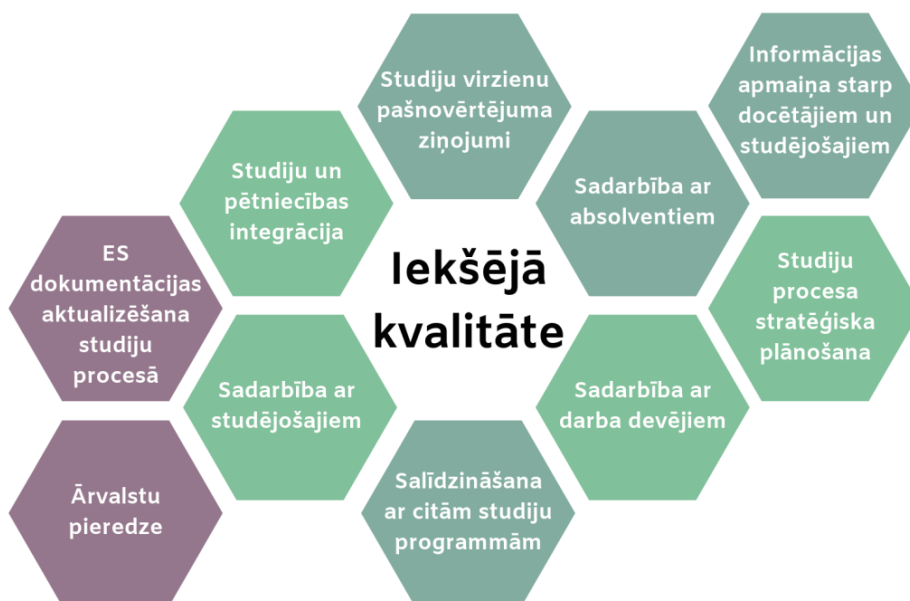 Studiju virzienu
pašnovērtējuma
ziņojumi
Informācijas
apmaiņa starp
docētājiem un
studējošajiem
Studiju un
pētniecības
integrācija
Sadarbība ar
absolventiem
ES
dokumentācijas
aktualizēšana
studiju
procesā
Iekšējā
kvalitāte
Studiju
procesa
stratēģiska
plānošana
Sadarbība ar
studējošajiem
Sadarbība ar
darba devējiem
Ārvalstu
pieredze
Salīdzināšana
ar citām studiju
programmām